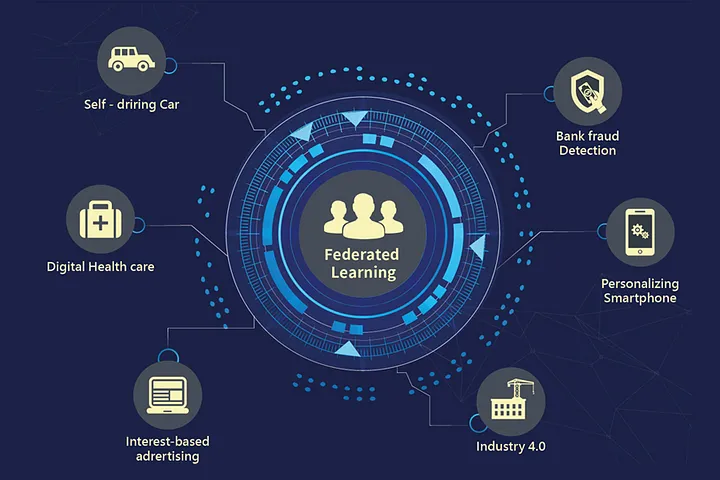 Self - driring Car
Bank fraud
Detection
Federated
Learning
Digital Health care
Personalizing
Smartphone
Interest-based
adrertising
Industry 4.0